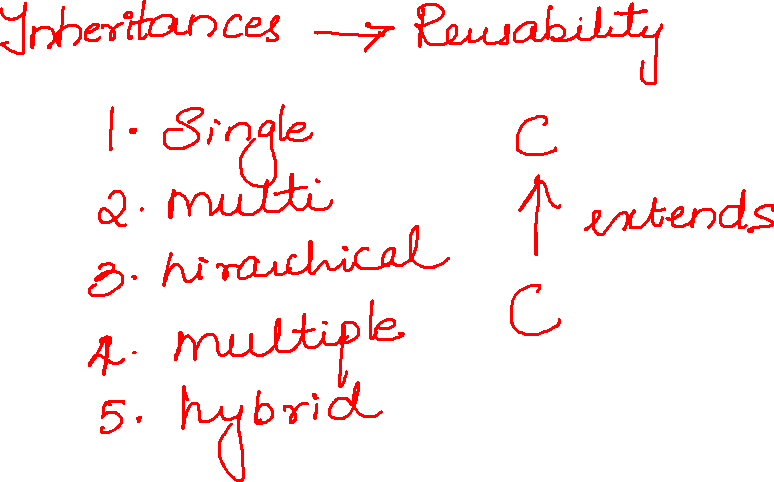 Inheritances → Reusability
1. Single
2. multi
3. hirarchical
4. multiple
5. hybrid
C
↑ extends
C